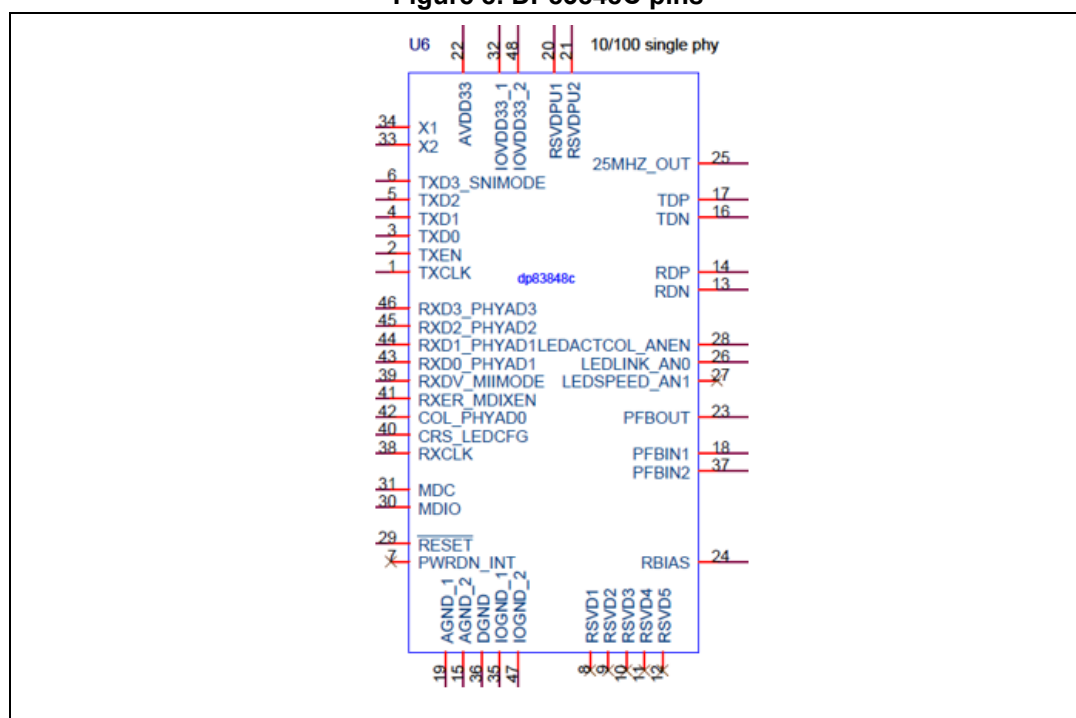 U6
10/100 single phy
22
32
48
20
21
AVDD33
IOVDD33_1
IOVDD33_2
RSVDPU1
RSVDPU2
34 X1
33 X2
6 TXD3_SNIMODE
5 TXD2
4 TXD1
3 TXD0
2 TXEN
1 TXCLK
46 RXD3_PHYAD3
45 RXD2_PHYAD2
44 RXD1_PHYAD1
43 RXD0_PHYAD1
39 RXDV_MIIMODE
41 RXER_MDIXEN
42 COL_PHYAD0
40 CRS_LEDCFG
38 RXCLK
31 MDC
30 MDIO
29 RESET
7 PWRDN_INT
dp83848c
25MHZ_OUT 25
TDP 17
TDN 16
RDP 14
RDN 13
LEDACTCOL_ANEN 28
LEDLINK_AN0 26
LEDSPEED_AN1 27
PFBOUT 23
PFBIN1 18
PFBIN2 37
RBIAS 24
AGND_1
AGND_2
DGND
IOGND_1
IOGND_2
RSVD1
RSVD2
RSVD3
RSVD4
RSVD5
19
15
36
35
47
8
9
10
11
12